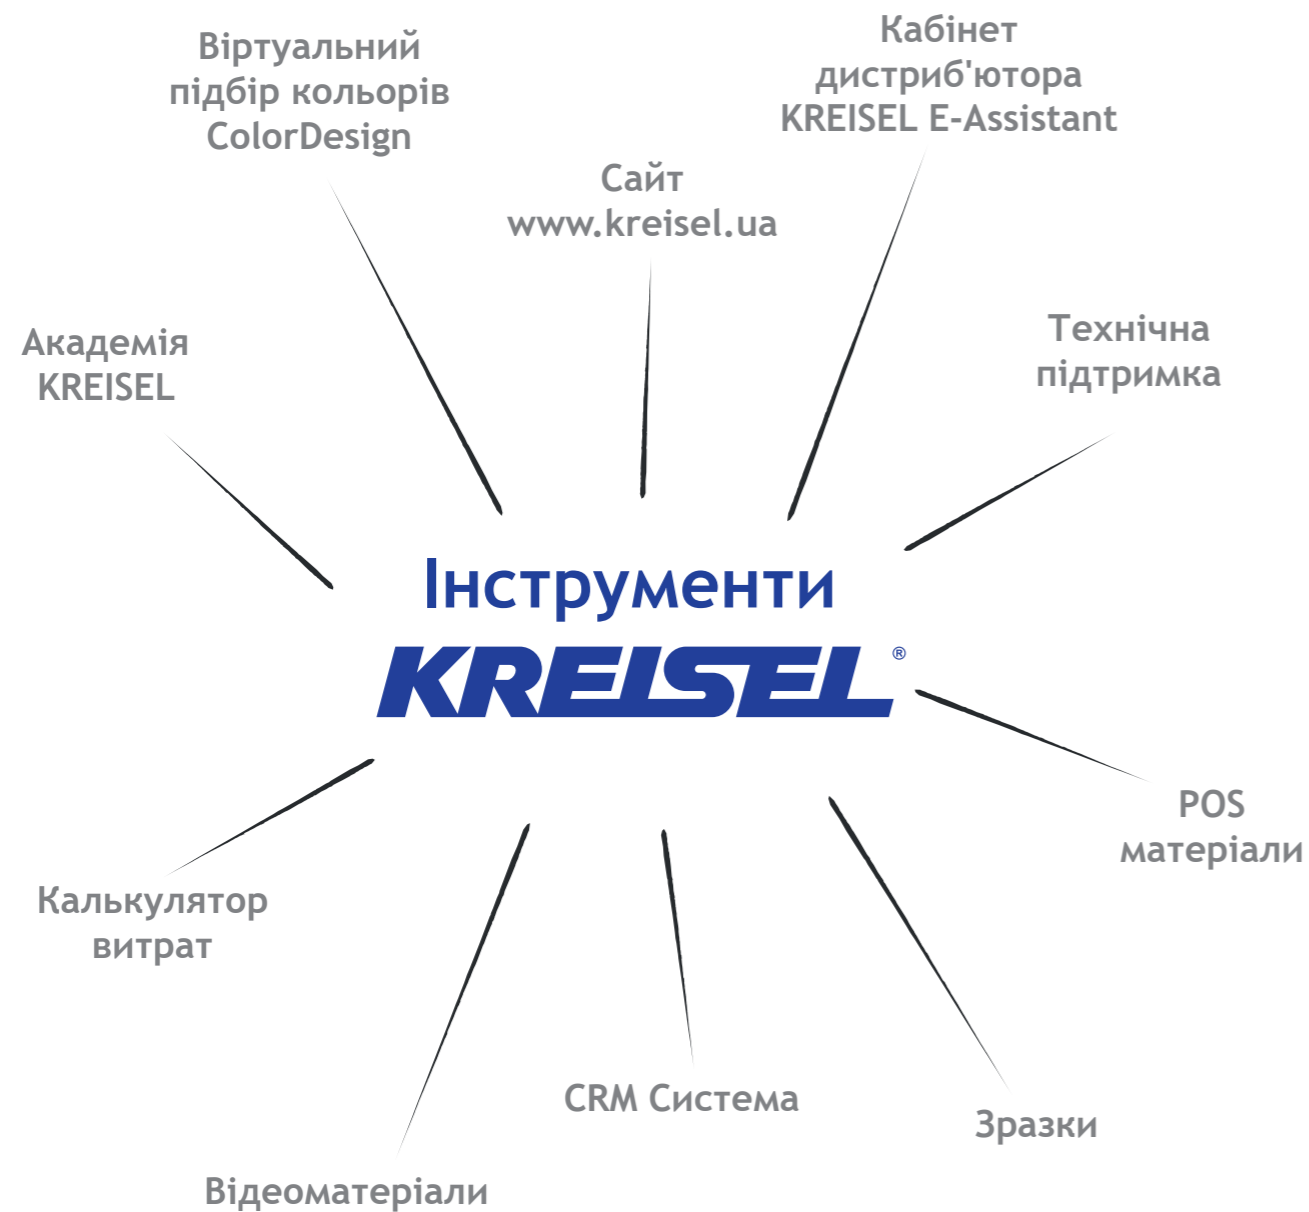 Віртуальний
підбір кольорів
ColorDesign
Кабінет
дистриб'ютора
KREISEL E-Assistant
Сайт
www.kreisel.ua
Академія
KREISEL
Технічна
підтримка
Інструменти
KREISEL®
POS
матеріали
Калькулятор
витрат
CRM Система
Зразки
Відеоматеріали